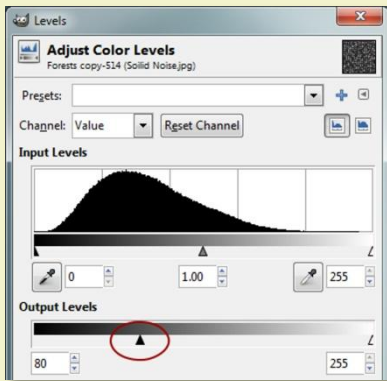 Levels
Adjust Color Levels
Forests copy-514 (Soilid Noise.jpg)
Presets:
Channel: Value Reset Channel
Input Levels
0 1.00 255
Output Levels
80 255